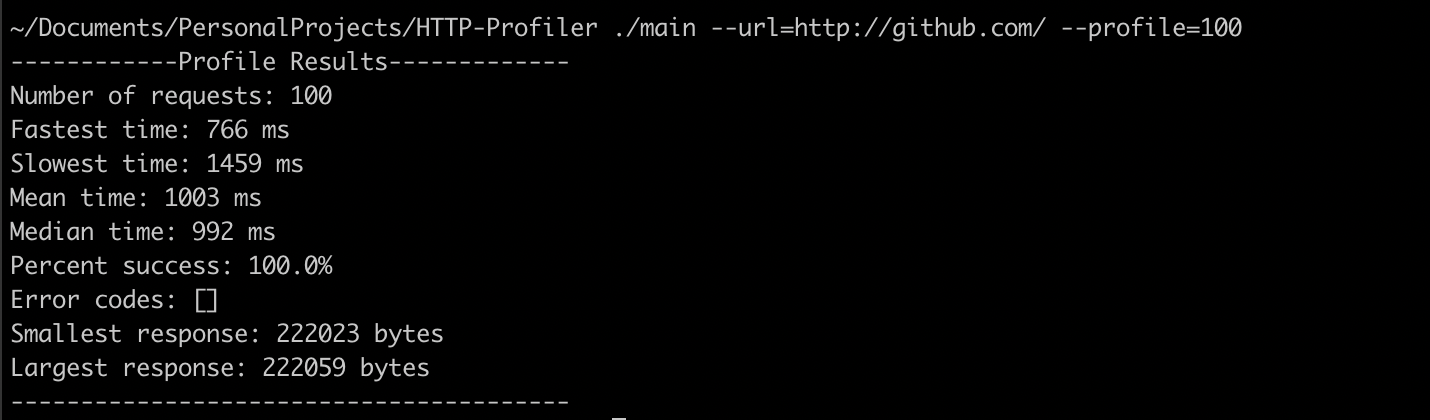 ~/Documents/PersonalProjects/HTTP-Profiler ./main --url=http://github.com/ --profile=100
------------Profile Results-------------
Number of requests: 100
Fastest time: 766 ms
Slowest time: 1459 ms
Mean time: 1003 ms
Median time: 992 ms
Percent success: 100.0%
Error codes: []
Smallest response: 222023 bytes
Largest response: 222059 bytes
----------------------------------------